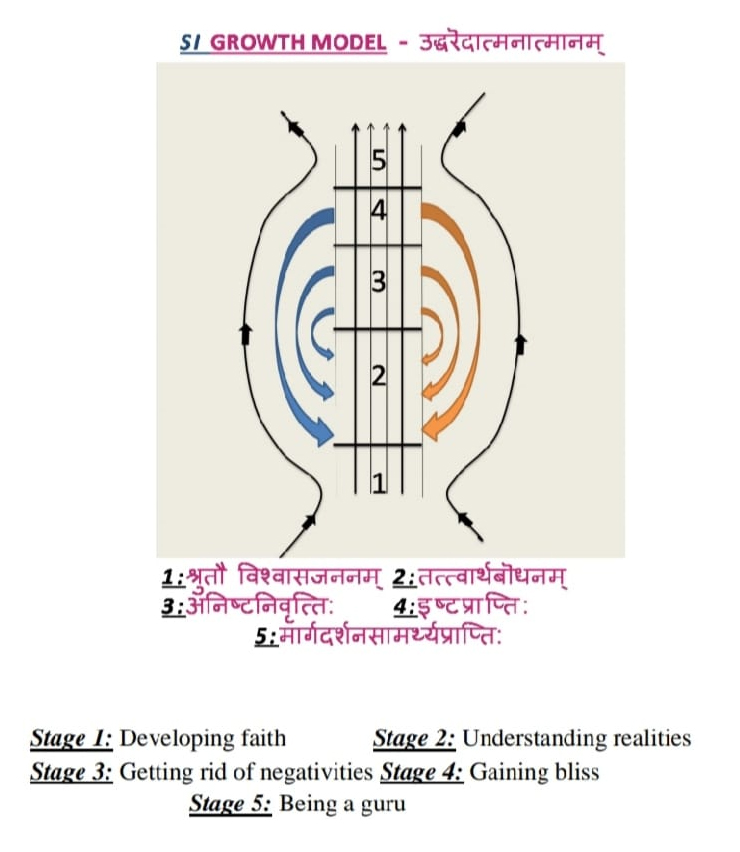 SI GROWTH MODEL - उद्धरॆदात्मनात्मानम्
5
4
3
2
1
1:श्रुतौ विश्वासजननम् 2:तत्त्वार्थबॊधनम्
3:अनिष्टनिवृत्ति: 4:इष्टप्राप्ति:
5:मार्गदर्शनसामर्थ्यप्राप्ति:
Stage 1: Developing faith Stage 2: Understanding realities
Stage 3: Getting rid of negativities Stage 4: Gaining bliss
Stage 5: Being a guru